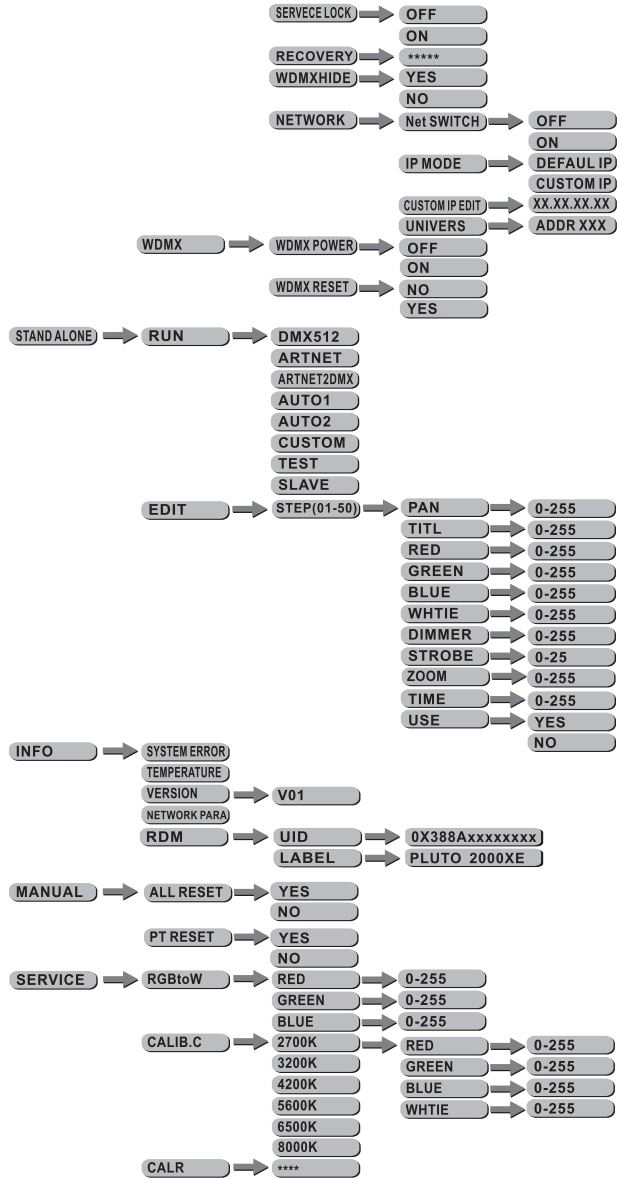 SERVECE LOCK OFF
ON
RECOVERY *****
WDMXHIDE YES
NO
NETWORK Net SWITCH OFF
ON
IP MODE DEFAUL IP
CUSTOM IP
CUSTOM IP EDIT XX.XX.XX.XX
UNIVERS ADDR XXX
WDMX WDMX POWER OFF
ON
WDMX RESET NO
YES
STAND ALONE RUN DMX512
ARTNET
ARTNET2DMX
AUTO1
AUTO2
CUSTOM
TEST
SLAVE
EDIT STEP(01-50) PAN 0-255
TITL 0-255
RED 0-255
GREEN 0-255
BLUE 0-255
WHTIE 0-255
DIMMER 0-255
STROBE 0-25
ZOOM 0-255
TIME 0-255
USE YES
NO
INFO SYSTEM ERROR
TEMPERATURE
VERSION V01
NETWORK PARA
RDM UID 0X388Axxxxxxxx
LABEL PLUTO 2000XE
MANUAL ALL RESET YES
NO
PT RESET YES
NO
SERVICE RGBtoW RED 0-255
GREEN 0-255
BLUE 0-255
CALIB.C 2700K RED 0-255
3200K GREEN 0-255
4200K BLUE 0-255
5600K WHTIE 0-255
6500K
8000K
CALR ****